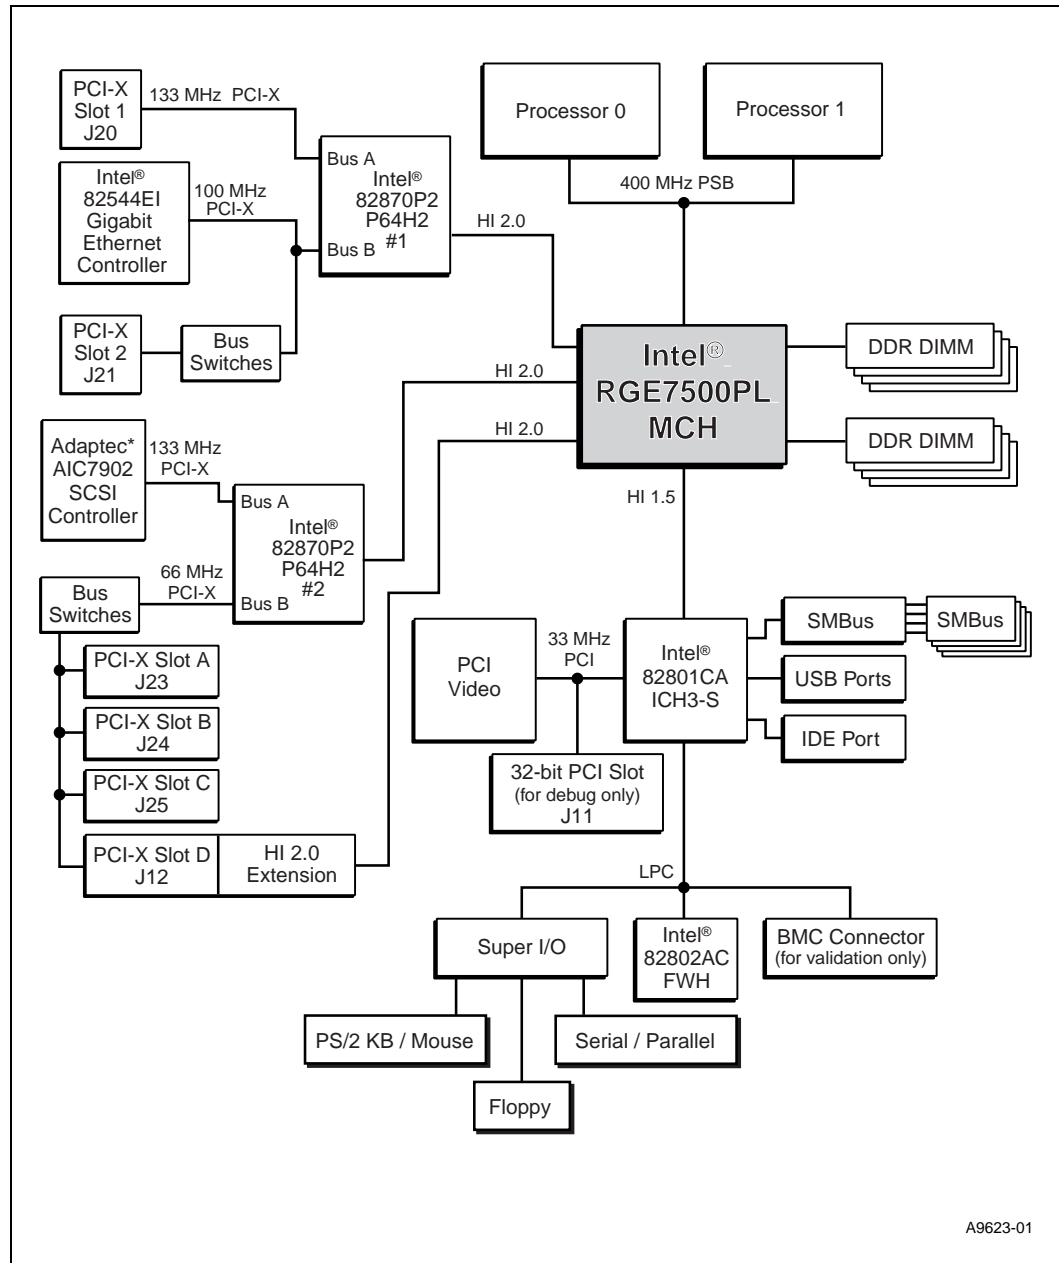 PCI-X
Slot 1
J20
133 MHz PCI-X
Intel®
82544EI
Gigabit
Ethernet
Controller
100 MHz
PCI-X
PCI-X
Slot 2
J21
Bus
Switches
Bus A
Intel®
82870P2
P64H2
#1
Bus B
HI 2.0
Processor 0
Processor 1
400 MHz PSB
Intel®
RGE7500PL
MCH
DDR DIMM
DDR DIMM
HI 2.0
HI 2.0
HI 1.5
Adaptec*
AIC7902
SCSI
Controller
133 MHz
PCI-X
Bus A
Intel®
82870P2
P64H2
#2
Bus B
66 MHz
PCI-X
Bus
Switches
PCI-X Slot A
J23
PCI-X Slot B
J24
PCI-X Slot C
J25
PCI-X Slot D
J12
HI 2.0
Extension
PCI
Video
33 MHz
PCI
Intel®
82801CA
ICH3-S
SMBus
SMBus
USB Ports
IDE Port
32-bit PCI Slot
(for debug only)
J11
LPC
Super I/O
Intel®
82802AC
FWH
BMC Connector
(for validation only)
PS/2 KB / Mouse
Serial / Parallel
Floppy
A9623-01